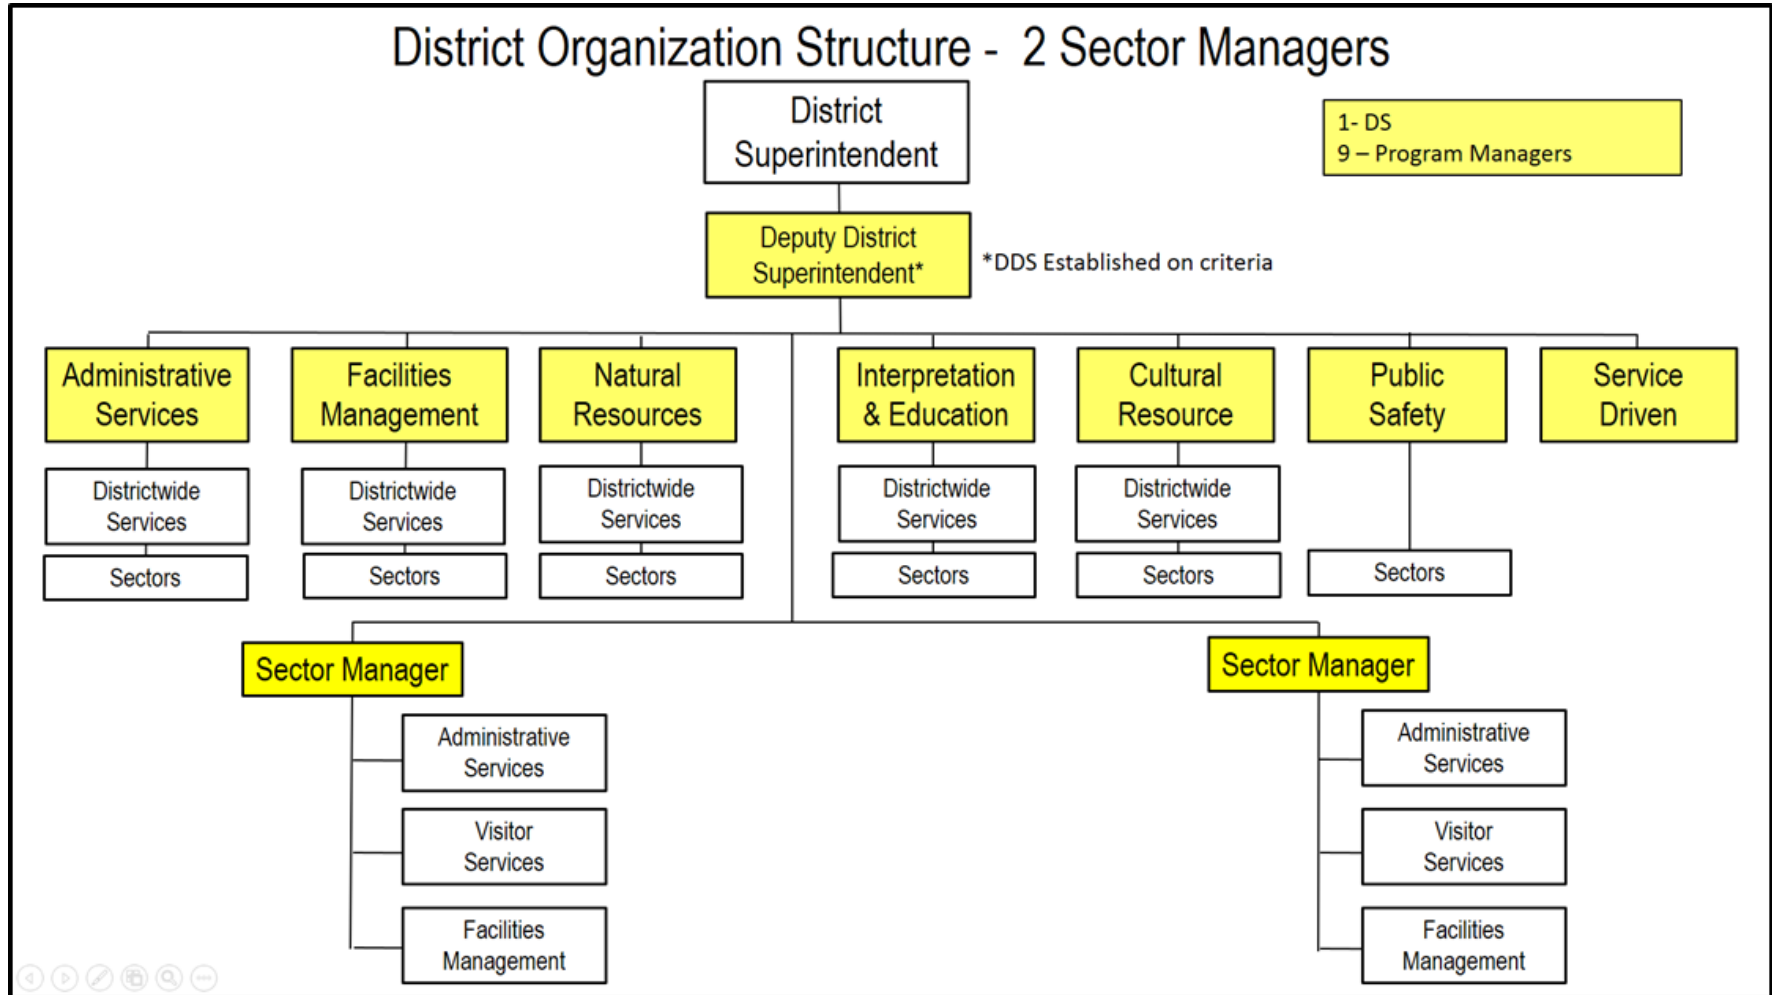 District Organization Structure - 2 Sector Managers
District
Superintendent
1- DS
9 – Program Managers
Deputy District
Superintendent*
*DDS Established on criteria
Administrative
Services
Facilities
Management
Natural
Resources
Interpretation
& Education
Cultural
Resource
Public
Safety
Service
Driven
Districtwide
Services
Districtwide
Services
Districtwide
Services
Districtwide
Services
Districtwide
Services
Sectors
Sectors
Sectors
Sectors
Sectors
Sectors
Sector Manager
Sector Manager
Administrative
Services
Visitor
Services
Facilities
Management
Administrative
Services
Visitor
Services
Facilities
Management